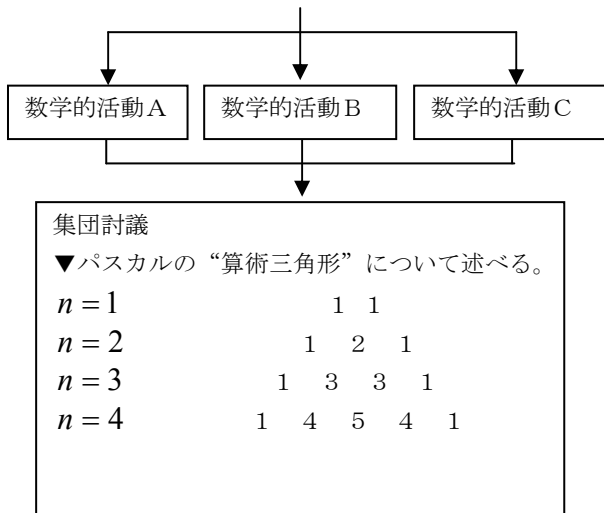 数学的活動A 数学的活動B 数学的活動C
集団討議
▼パスカルの“算術三角形”について述べる。
n = 1 1 1
n = 2 1 2 1
n = 3 1 3 3 1
n = 4 1 4 5 4 1